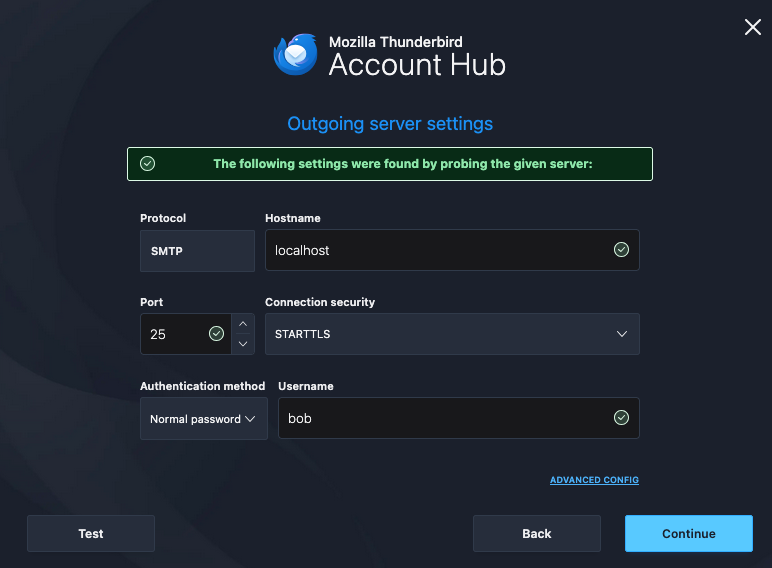 Mozilla Thunderbird
Account Hub
Outgoing server settings
The following settings were found by probing the given server:
Protocol
Hostname
SMTP
localhost
Port
Connection security
25
STARTTLS
Authentication method
Username
Normal password
bob
ADVANCED CONFIG
Test
Back
Continue